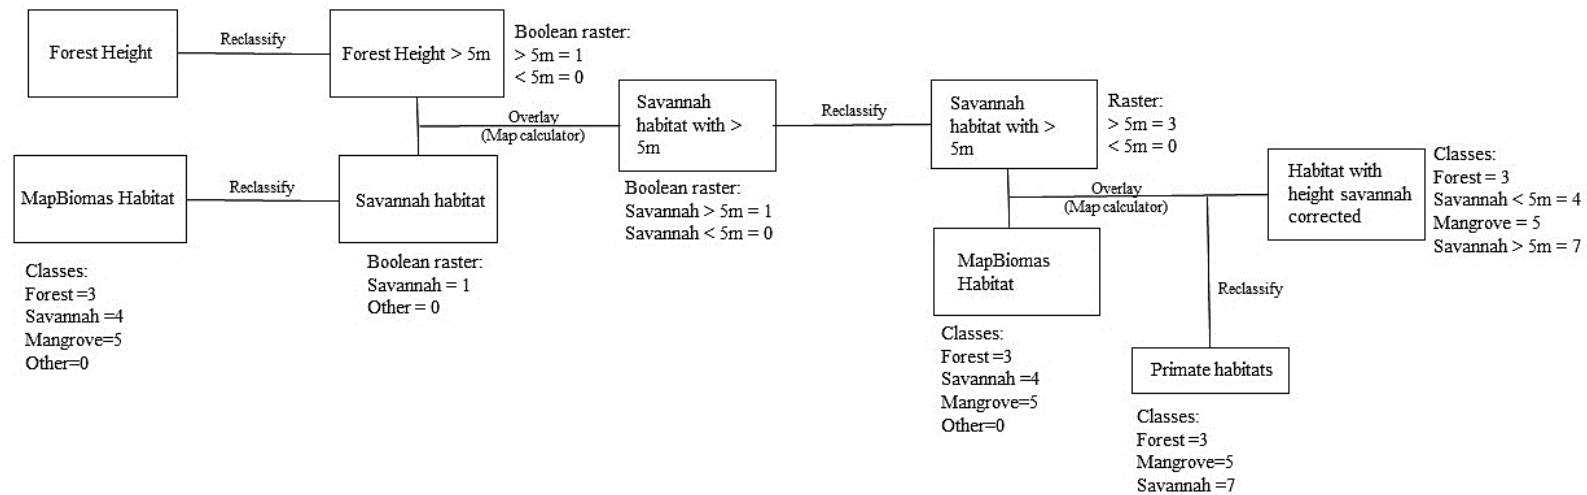 Forest Height
Reclassify
Forest Height > 5m
Boolean raster:
> 5m = 1
< 5m = 0
MapBiomas Habitat
Classes:
Forest =3
Savannah =4
Mangrove=5
Other=0
Reclassify
Savannah habitat
Boolean raster:
Savannah = 1
Other = 0
Overlay
(Map calculator)
Savannah
habitat with >
5m
Boolean raster:
Savannah > 5m = 1
Savannah < 5m = 0
Reclassify
Savannah
habitat with >
5m
Raster:
> 5m = 3
< 5m = 0
MapBiomas
Habitat
Classes:
Forest =3
Savannah =4
Mangrove=5
Other=0
Overlay
(Map calculator)
Habitat with
height savannah
corrected
Classes:
Forest = 3
Savannah < 5m = 4
Mangrove = 5
Savannah > 5m = 7
Reclassify
Primate habitats
Classes:
Forest =3
Mangrove=5
Savannah =7